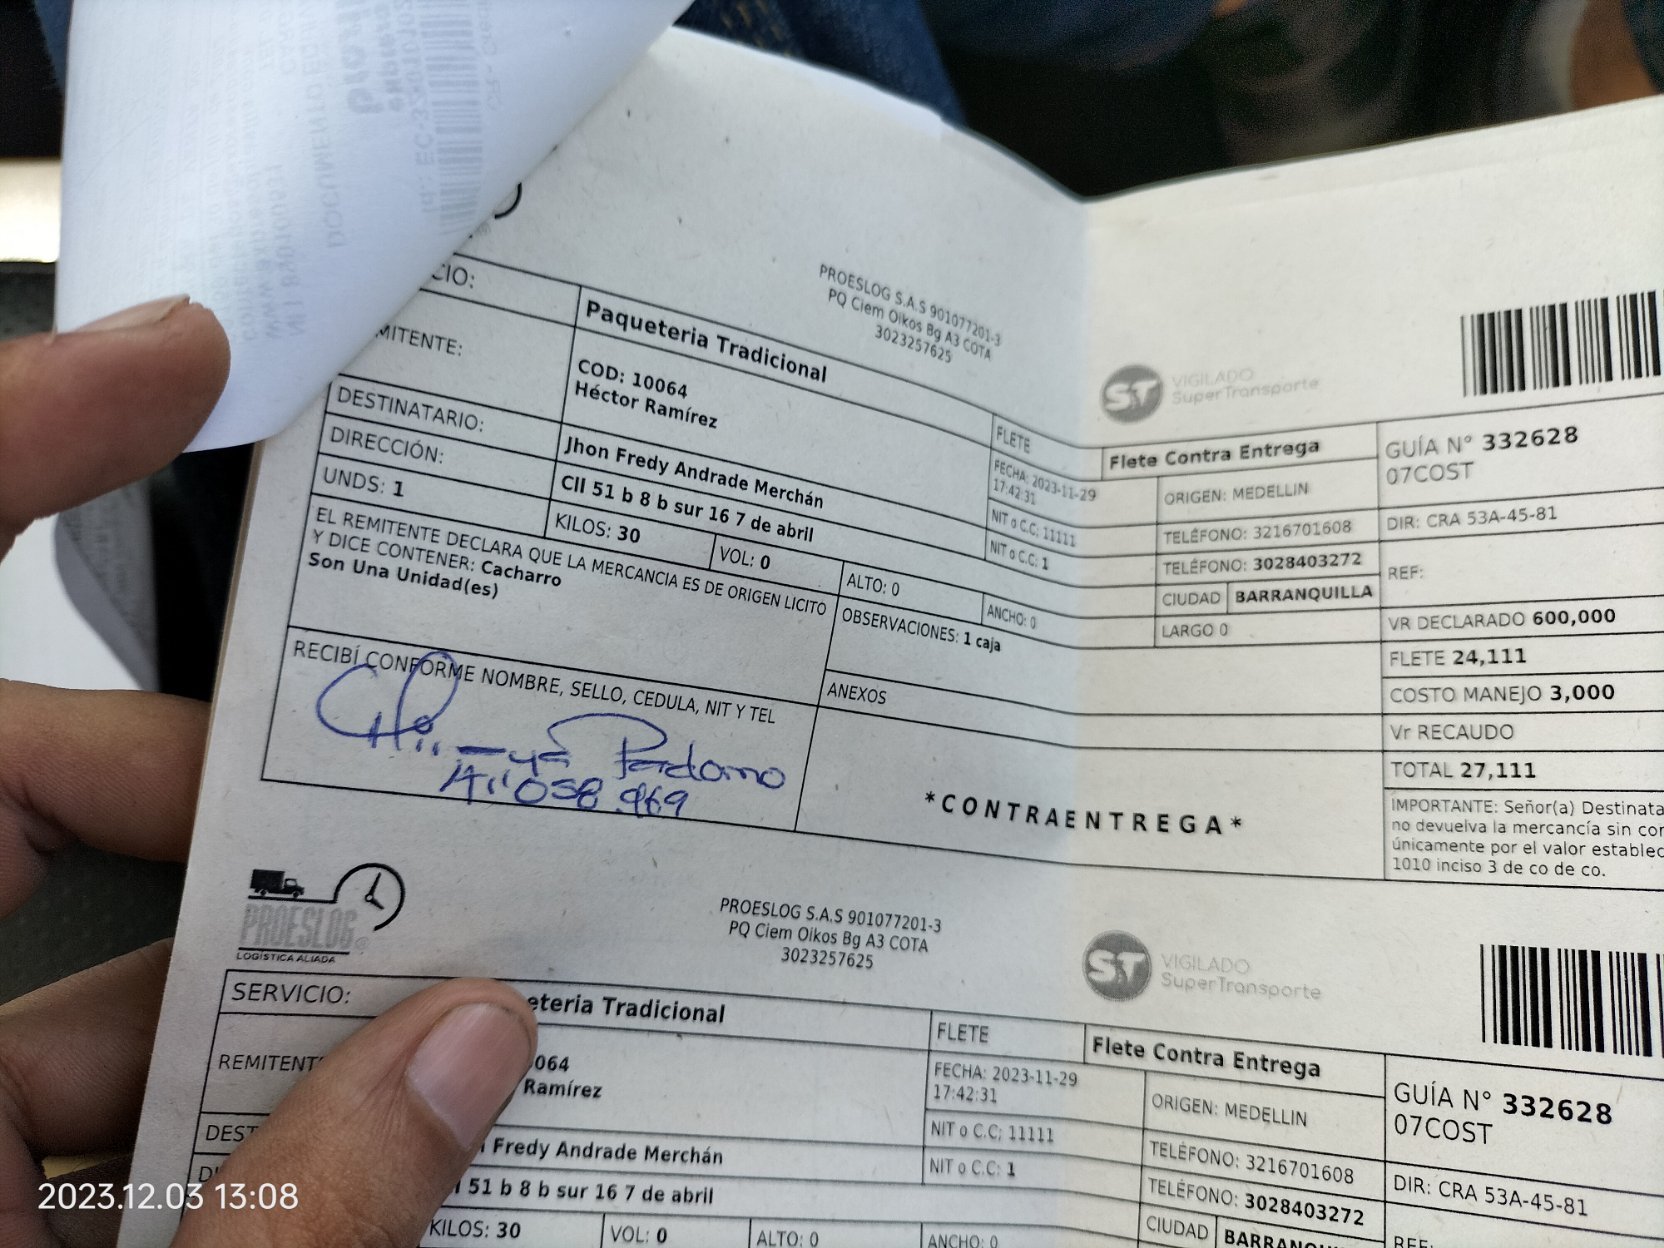 PROESLOG S.A.S 901077201-3
PQ Ciem Oikos Bg A3 COTA
3023257625
VIGILADO
SuperTransporte
CIO: Paqueteria Tradicional
FLETE Flete Contra Entrega
GUÍA N° 332628
07COST
MITENTE: COD: 10064
Héctor Ramírez
FECHA: 2023-11-29
17:42:31
ORIGEN: MEDELLIN
NIT o C.C: 11111
TELÉFONO: 3216701608
DIR: CRA 53A-45-81
DESTINATARIO: Jhon Fredy Andrade Merchán
NIT o C.C: 1
TELÉFONO: 3028403272
REF:
DIRECCIÓN: Cll 51 b 8 b sur 16 7 de abril
CIUDAD BARRANQUILLA
UNDS: 1 KILOS: 30 VOL: 0 ALTO: 0 ANCHO: 0 LARGO 0
VR DECLARADO 600,000
EL REMITENTE DECLARA QUE LA MERCANCIA ES DE ORIGEN LICITO
Y DICE CONTENER: Cacharro
Son Una Unidad(es)
OBSERVACIONES: 1 caja
FLETE 24,111
COSTO MANEJO 3,000
ANEXOS
Vr RECAUDO
TOTAL 27,111
RECIBÍ CONFORME NOMBRE, SELLO, CEDULA, NIT Y TEL
Perdomo
*CONTRAENTREGA*
IMPORTANTE: Señor(a) Destinata
no devuelva la mercancía sin cor
únicamente por el valor establec
1010 inciso 3 de co de co.
PROESLOG
LOGÍSTICA ALIADA
PROESLOG S.A.S 901077201-3
PQ Ciem Oikos Bg A3 COTA
3023257625
VIGILADO
SuperTransporte
SERVICIO: eteria Tradicional
FLETE Flete Contra Entrega
GUÍA N° 332628
07COST
REMITENT 0064
Ramírez
FECHA: 2023-11-29
17:42:31
ORIGEN: MEDELLIN
NIT o C.C: 11111
TELÉFONO: 3216701608
DIR: CRA 53A-45-81
DEST Fredy Andrade Merchán
NIT o C.C: 1
TELÉFONO: 3028403272
REF:
51 b 8 b sur 16 7 de abril
CIUDAD BARRANQU
KILOS: 30 VOL: 0 ALTO: 0 ANCHO: 0
2023.12.03 13:08